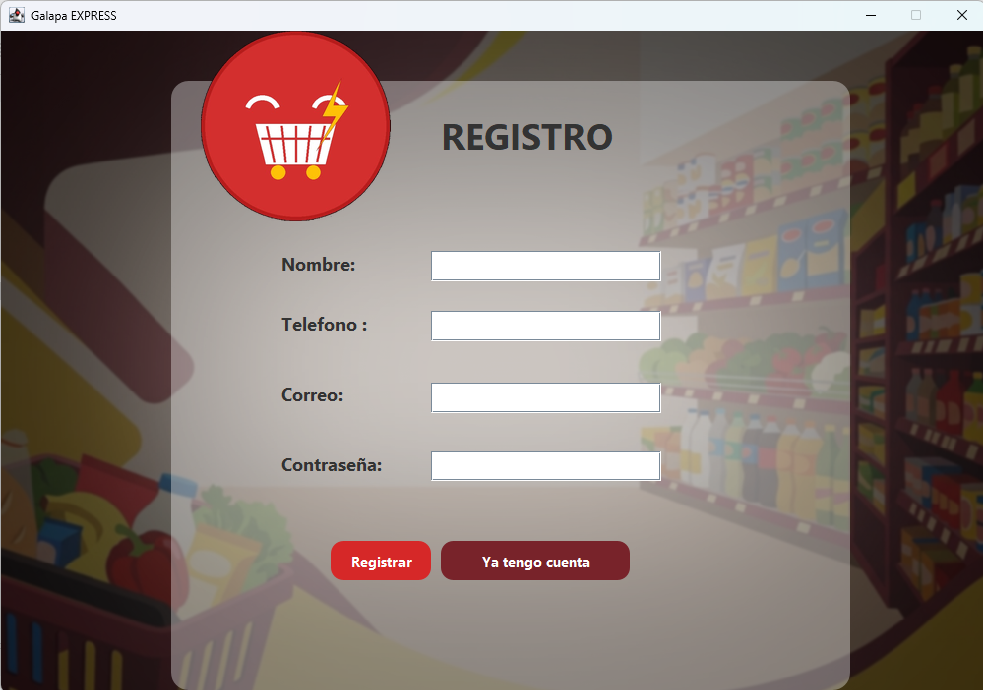 Galapa EXPRESS
REGISTRO
Nombre:
Telefono :
Correo:
Contraseña:
Registrar
Ya tengo cuenta